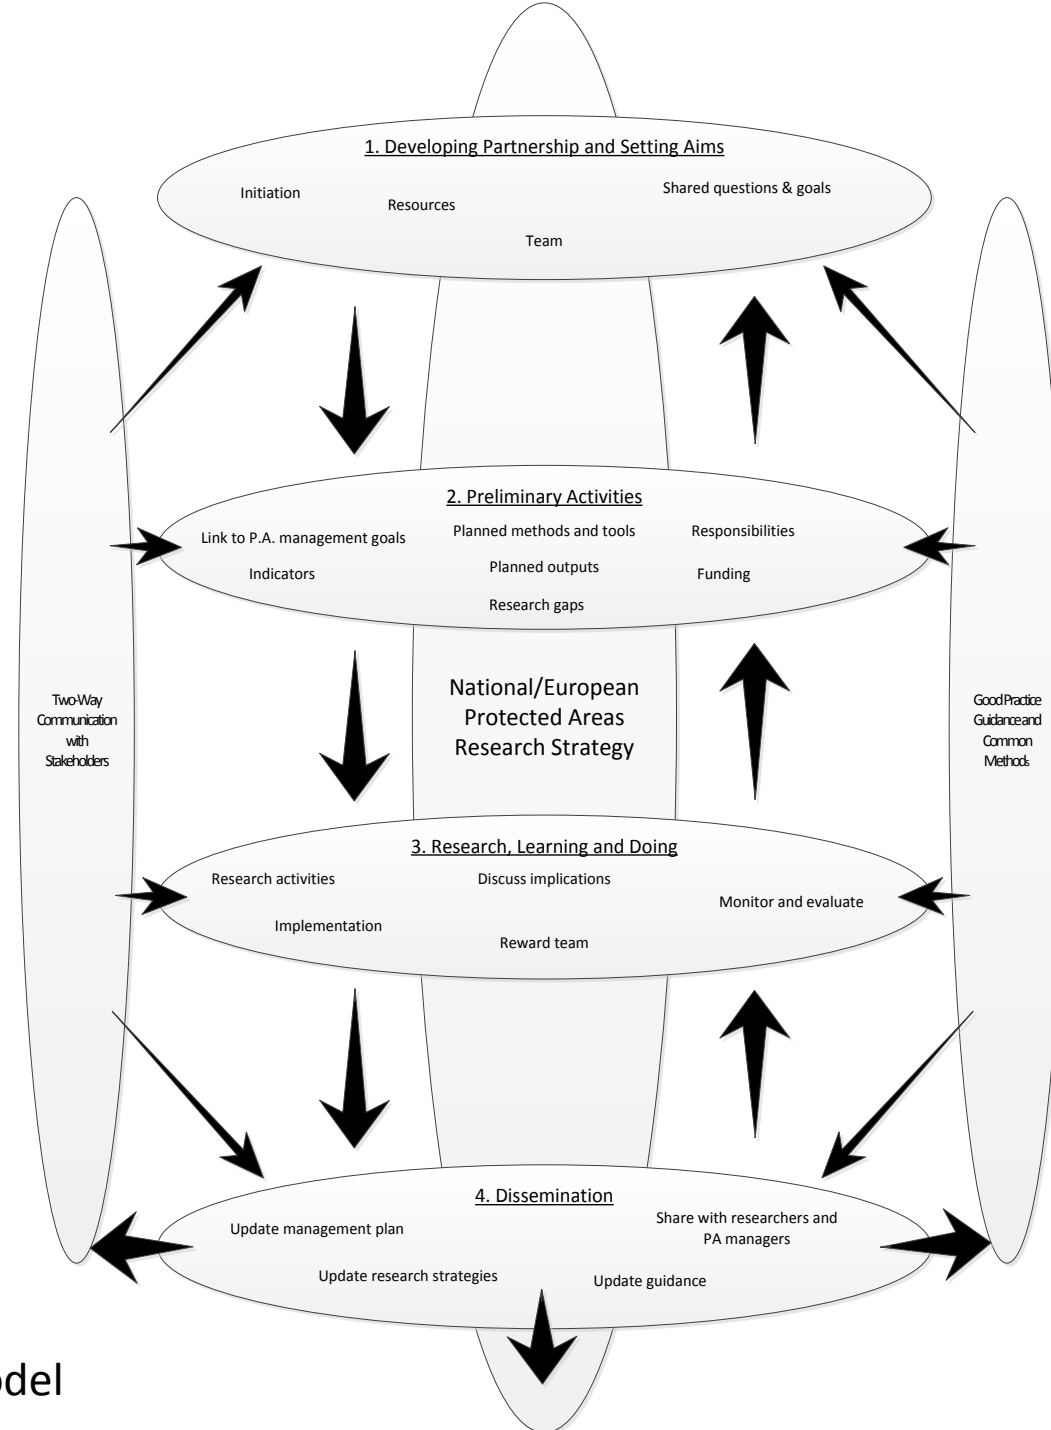 1. Developing Partnership and Setting Aims
Initiation
Resources
Shared questions & goals
Team
2. Preliminary Activities
Link to P.A. management goals
Planned methods and tools
Responsibilities
Indicators
Planned outputs
Funding
Research gaps
Two-Way
Communication
with
Stakeholders
National/European
Protected Areas
Research Strategy
Good Practice
Guidance and
Common
Methods
3. Research, Learning and Doing
Research activities
Discuss implications
Monitor and evaluate
Implementation
Reward team
4. Dissemination
Update management plan
Share with researchers and
PA managers
Update research strategies
Update guidance